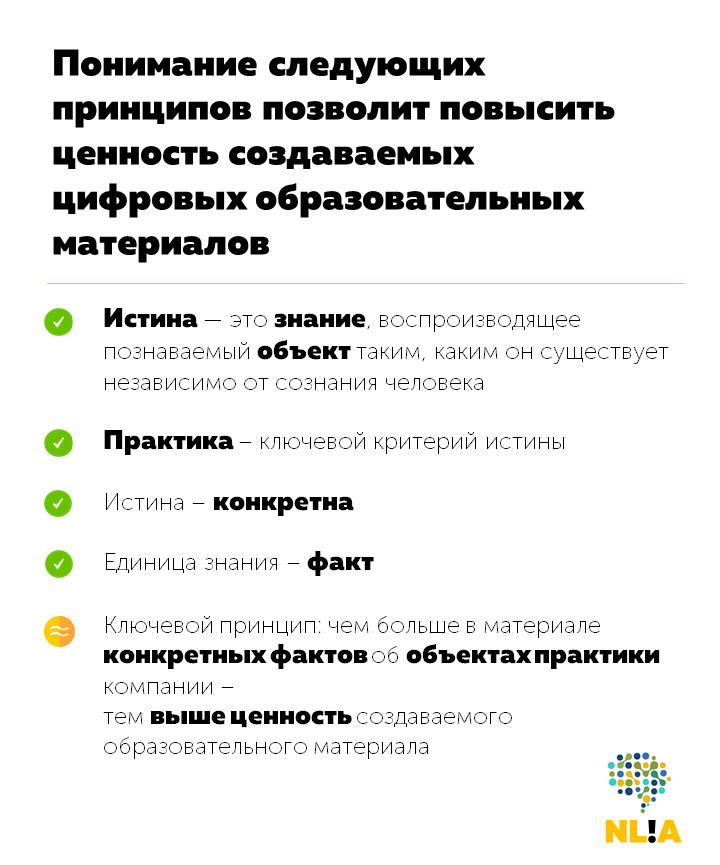 Понимание следующих
принципов позволит повысить
ценность создаваемых
цифровых образовательных
материалов
Истина — это знание, воспроизводящее
познаваемый объект таким, каким он существует
независимо от сознания человека
Практика – ключевой критерий истины
Истина – конкретна
Единица знания – факт
Ключевой принцип: чем больше в материале
конкретных фактов об объектах практики
компании –
тем выше ценность создаваемого
образовательного материала
NL!A